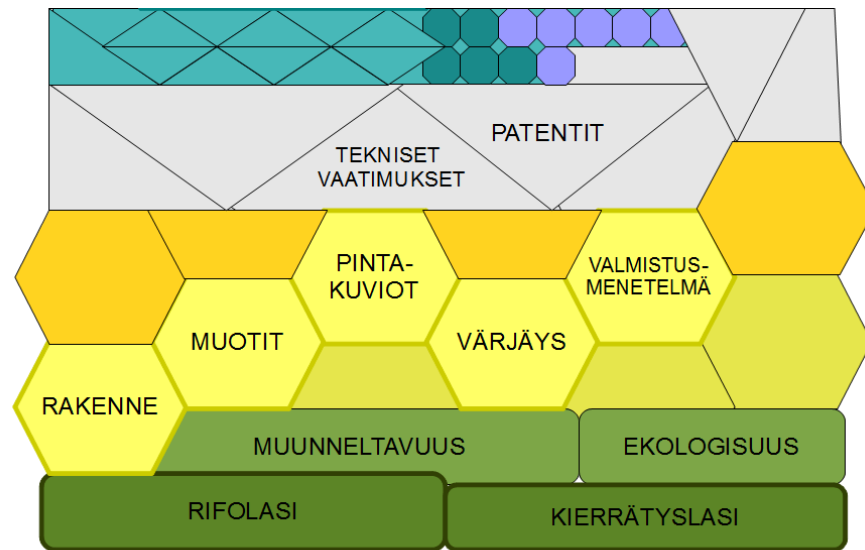 PATENTIT
TEKNISET
VAATIMUKSET
PINTA-
KUVIOT
VALMISTUS-
MENETELMÄ
MUOTIT
VÄRJÄYS
RAKENNE
MUUNNELTAVUUS
EKOLOGISUUS
RIFOLASI
KIERRÄTYSLASI